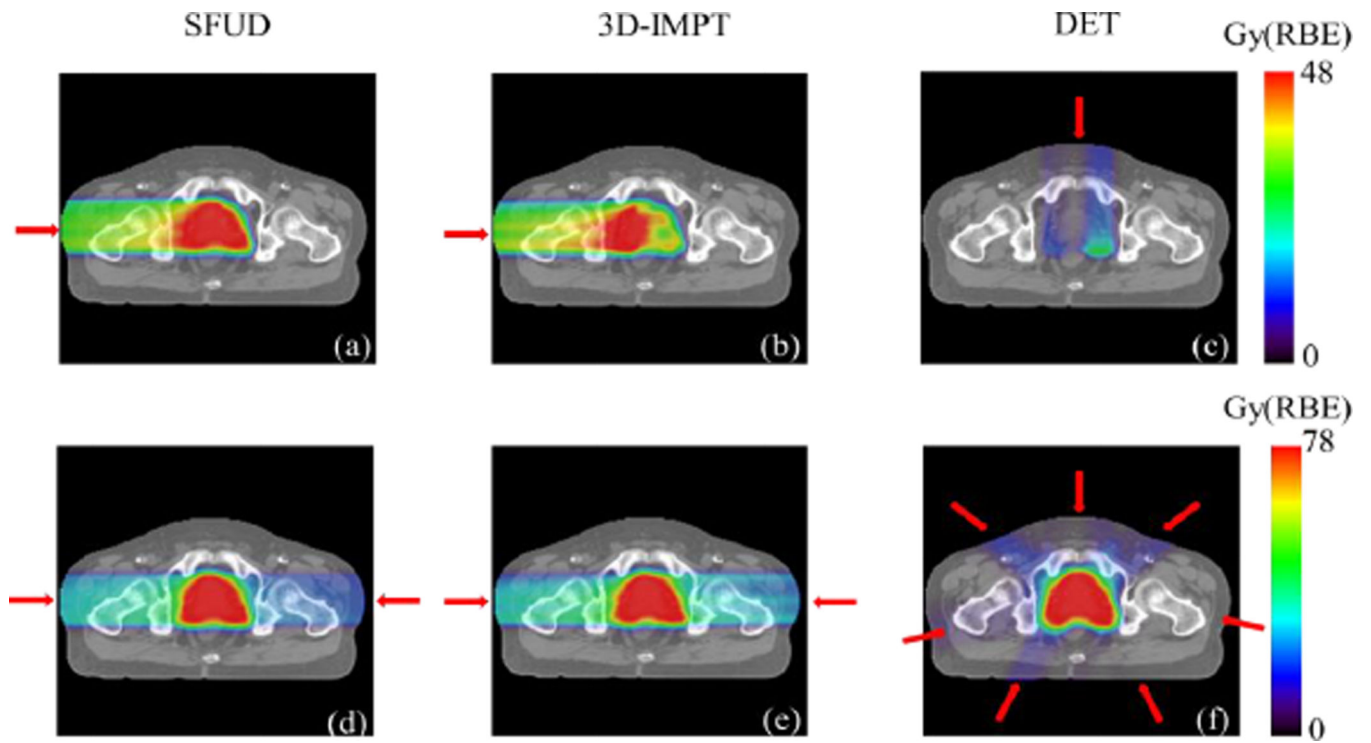 SFUD 3D-IMPT DET
Gy(RBE)
48
(a) (b) (c)
0
Gy(RBE)
78
(d) (e) (f)
0